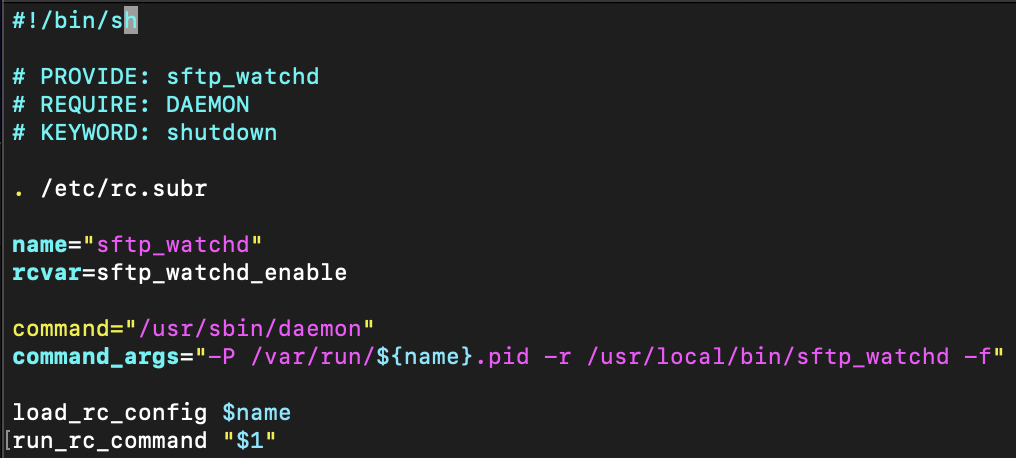 #!/bin/sh
# PROVIDE: sftp_watchd
# REQUIRE: DAEMON
# KEYWORD: shutdown
. /etc/rc.subr
name="sftp_watchd"
rcvar=sftp_watchd_enable
command="/usr/sbin/daemon"
command_args="-P /var/run/${name}.pid -r /usr/local/bin/sftp_watchd -f"
load_rc_config $name
run_rc_command "$1"